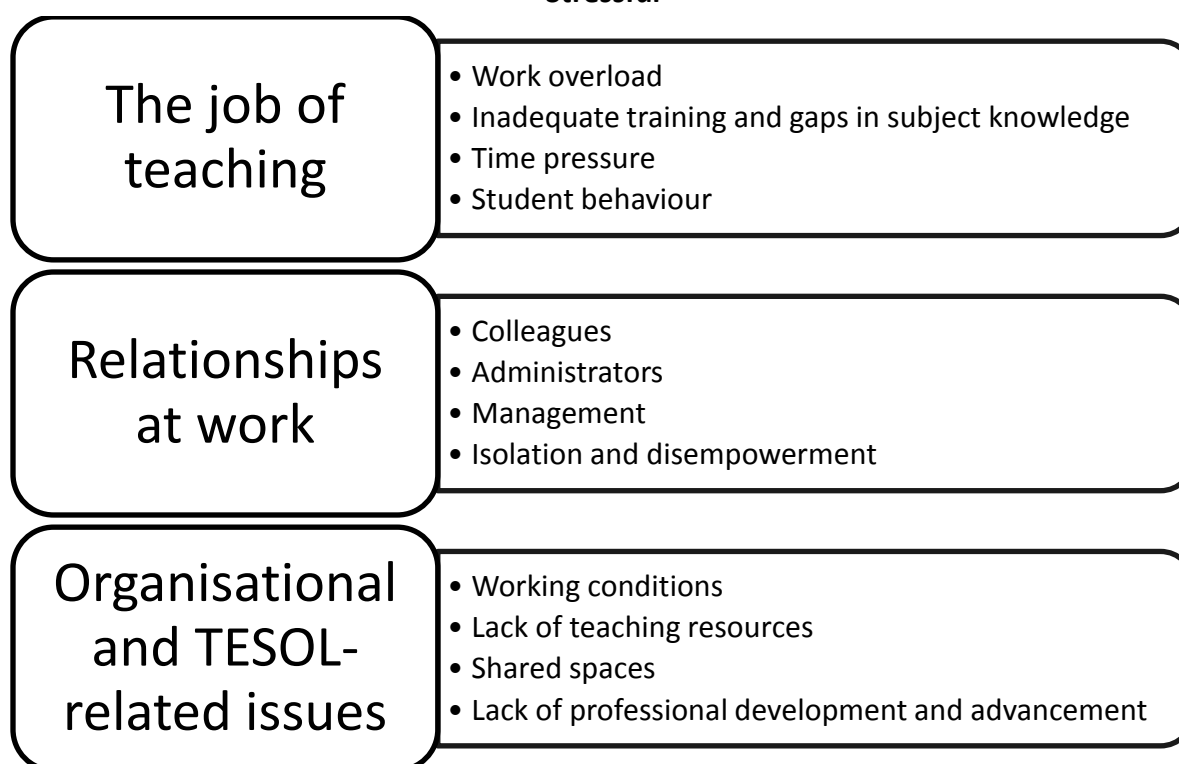 The job of
teaching
• Work overload
• Inadequate training and gaps in subject knowledge
• Time pressure
• Student behaviour
Relationships
at work
• Colleagues
• Administrators
• Management
• Isolation and disempowerment
Organisational
and TESOL-
related issues
• Working conditions
• Lack of teaching resources
• Shared spaces
• Lack of professional development and advancement